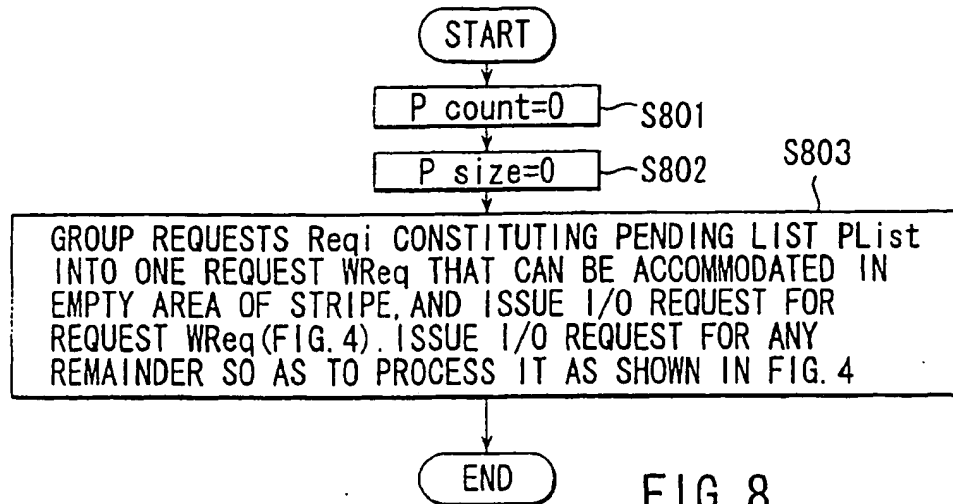 START
P count=0
S801
P size=0
S802
S803
GROUP REQUESTS Reqi CONSTITUTING PENDING LIST PList
INTO ONE REQUEST WReq THAT CAN BE ACCOMMODATED IN
EMPTY AREA OF STRIPE, AND ISSUE I/O REQUEST FOR
REQUEST WReq(FIG. 4). ISSUE I/O REQUEST FOR ANY
REMAINDER SO AS TO PROCESS IT AS SHOWN IN FIG. 4
END
FIG. 8